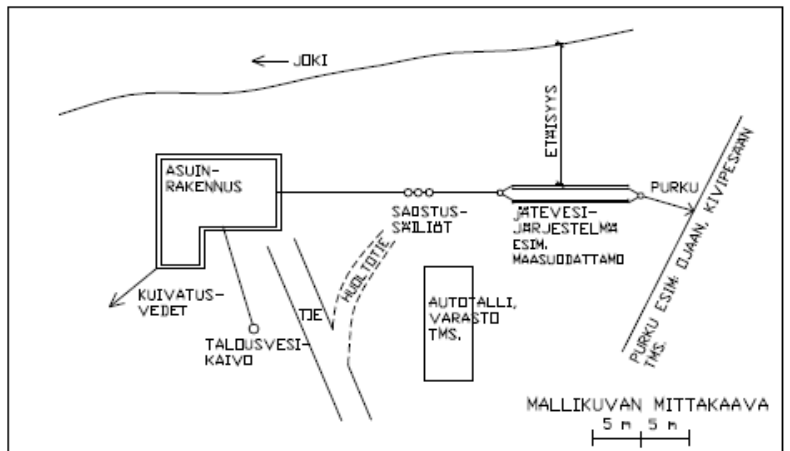 JOKI
ETÄISYYS
ASUIN-
RAKENNUS
PURKU
SAOSTUS-
SÄILIÖT
JÄTEVESI-
JÄRJESTELMÄ
ESIM.
MAASUODATTAMO
HUOLTOTIE
KUIVATUS-
VEDET
TIE
AUTOTALLI,
VARASTO
TMS.
TALOUSVESI-
KAIVO
PURKU ESIM: OJAAN, KIVIPESÄÄN
TMS.
MALLIKUVAN MITTAKAAVA
5 m 5 m